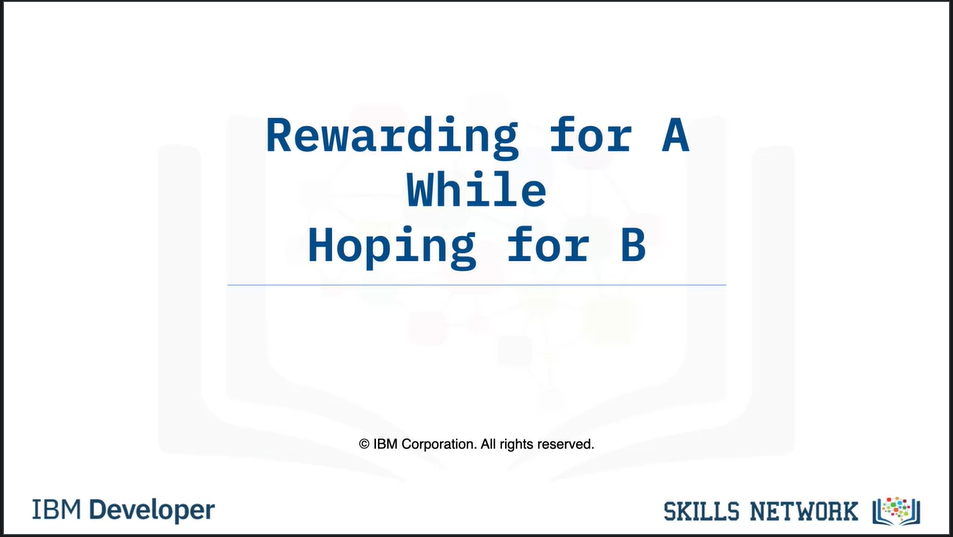 Rewarding for A
While
Hoping for B
© IBM Corporation. All rights reserved.
IBM Developer
SKILLS NETWORK